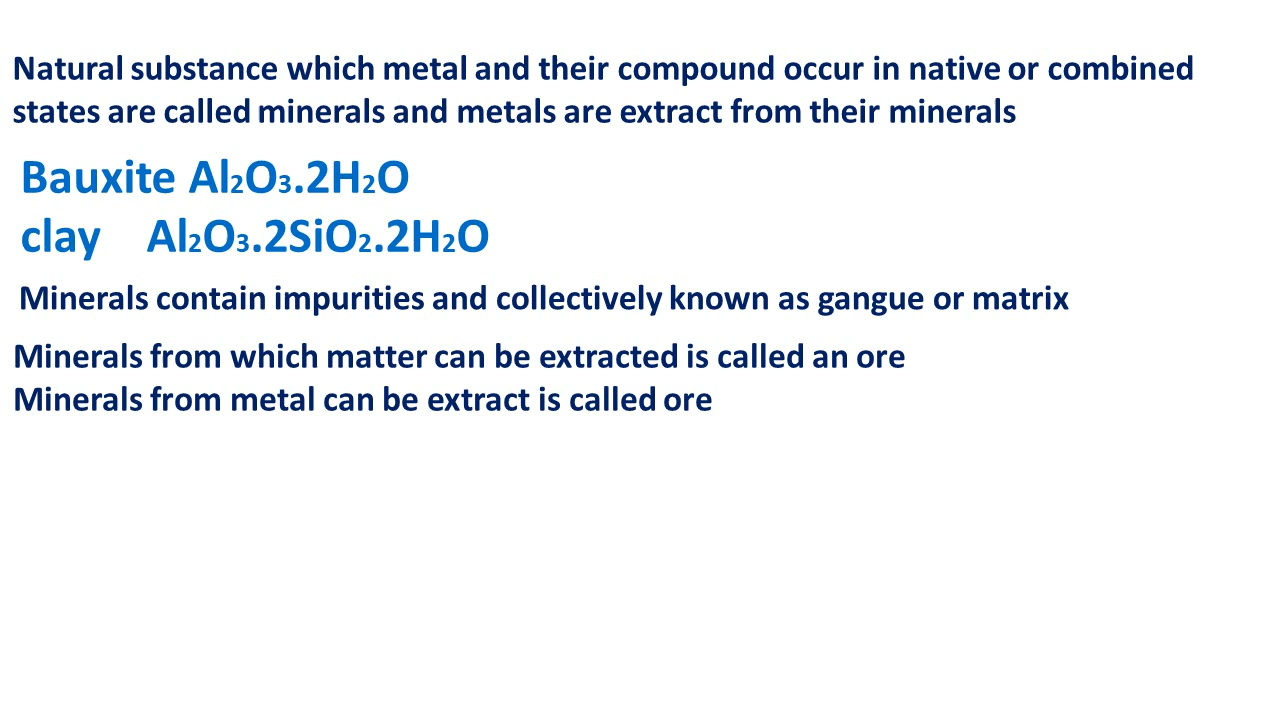 Natural substance which metal and their compound occur in native or combined
states are called minerals and metals are extract from their minerals
Bauxite Al₂O₃.2H₂O
clay Al₂O₃.2SiO₂.2H₂O
Minerals contain impurities and collectively known as gangue or matrix
Minerals from which matter can be extracted is called an ore
Minerals from metal can be extract is called ore